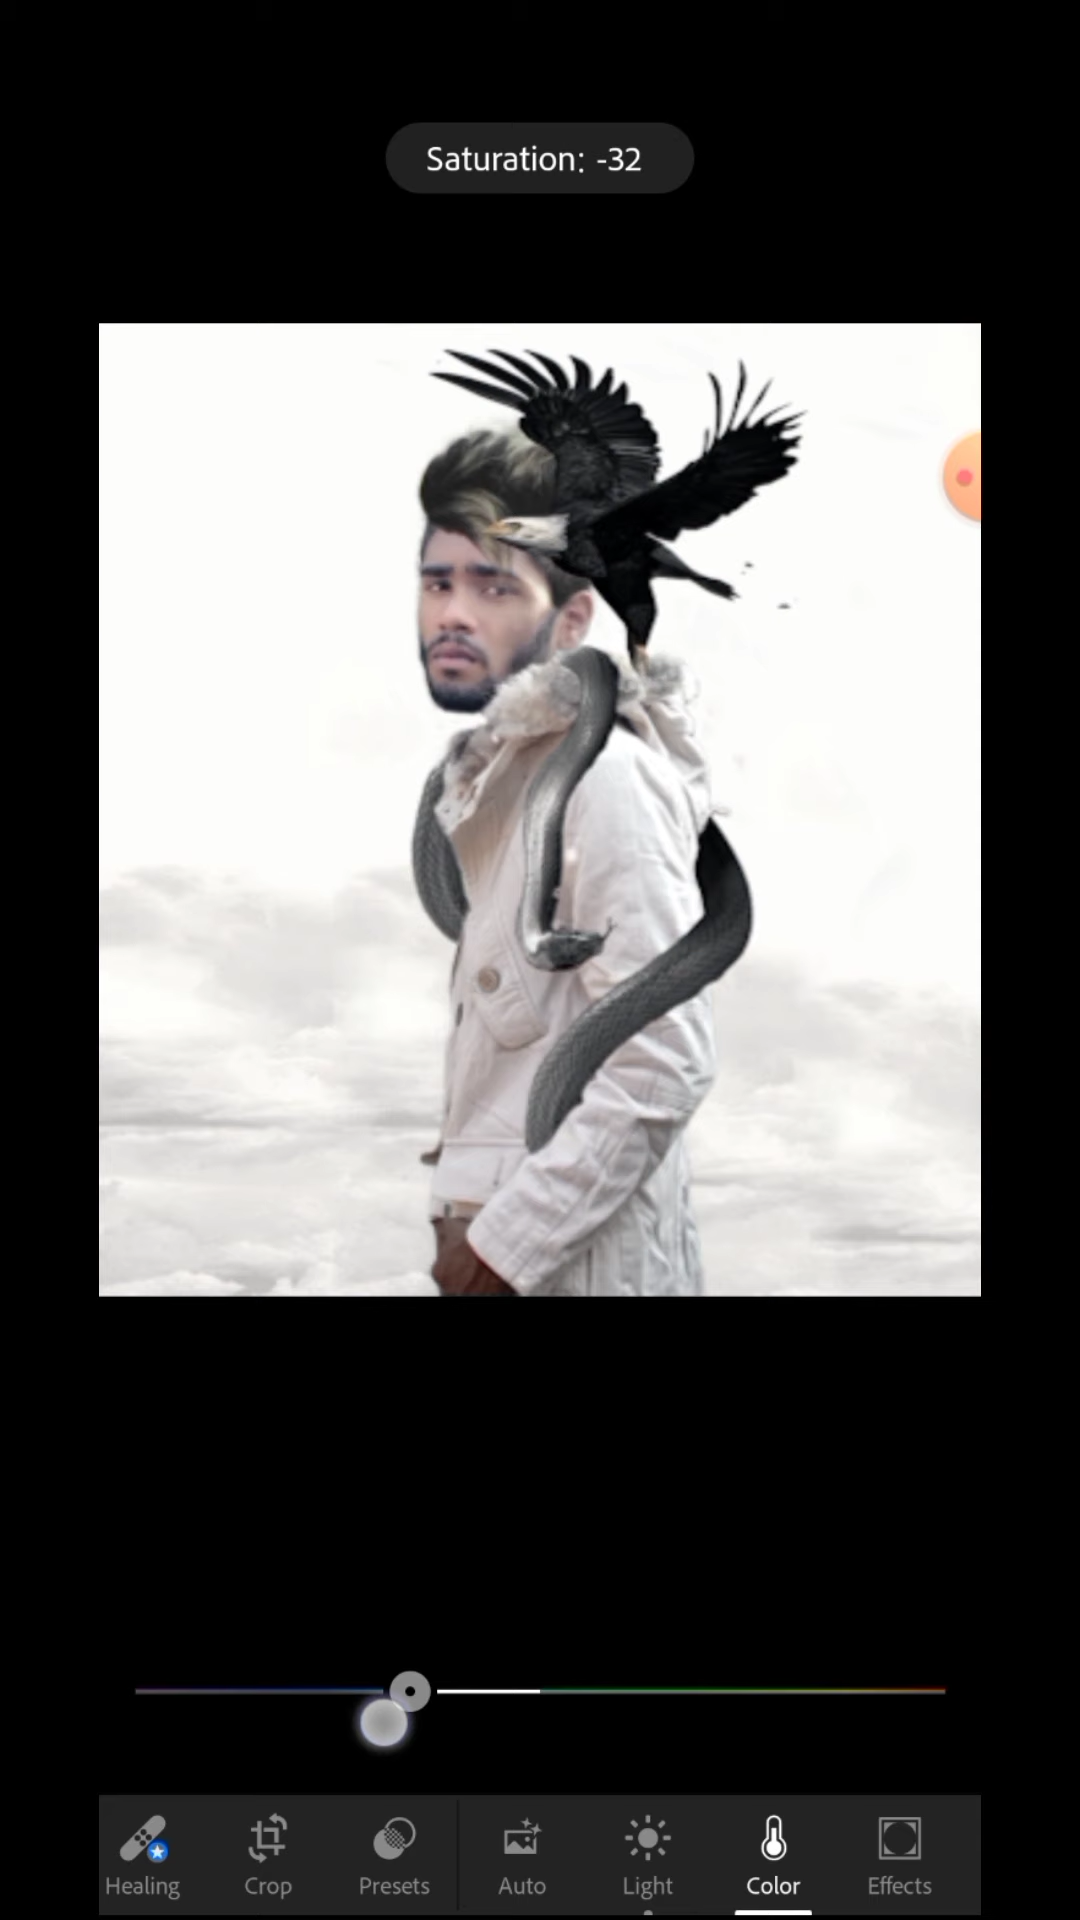 Saturation: -32
Healing
Crop
Presets
Auto
Light
Color
Effects